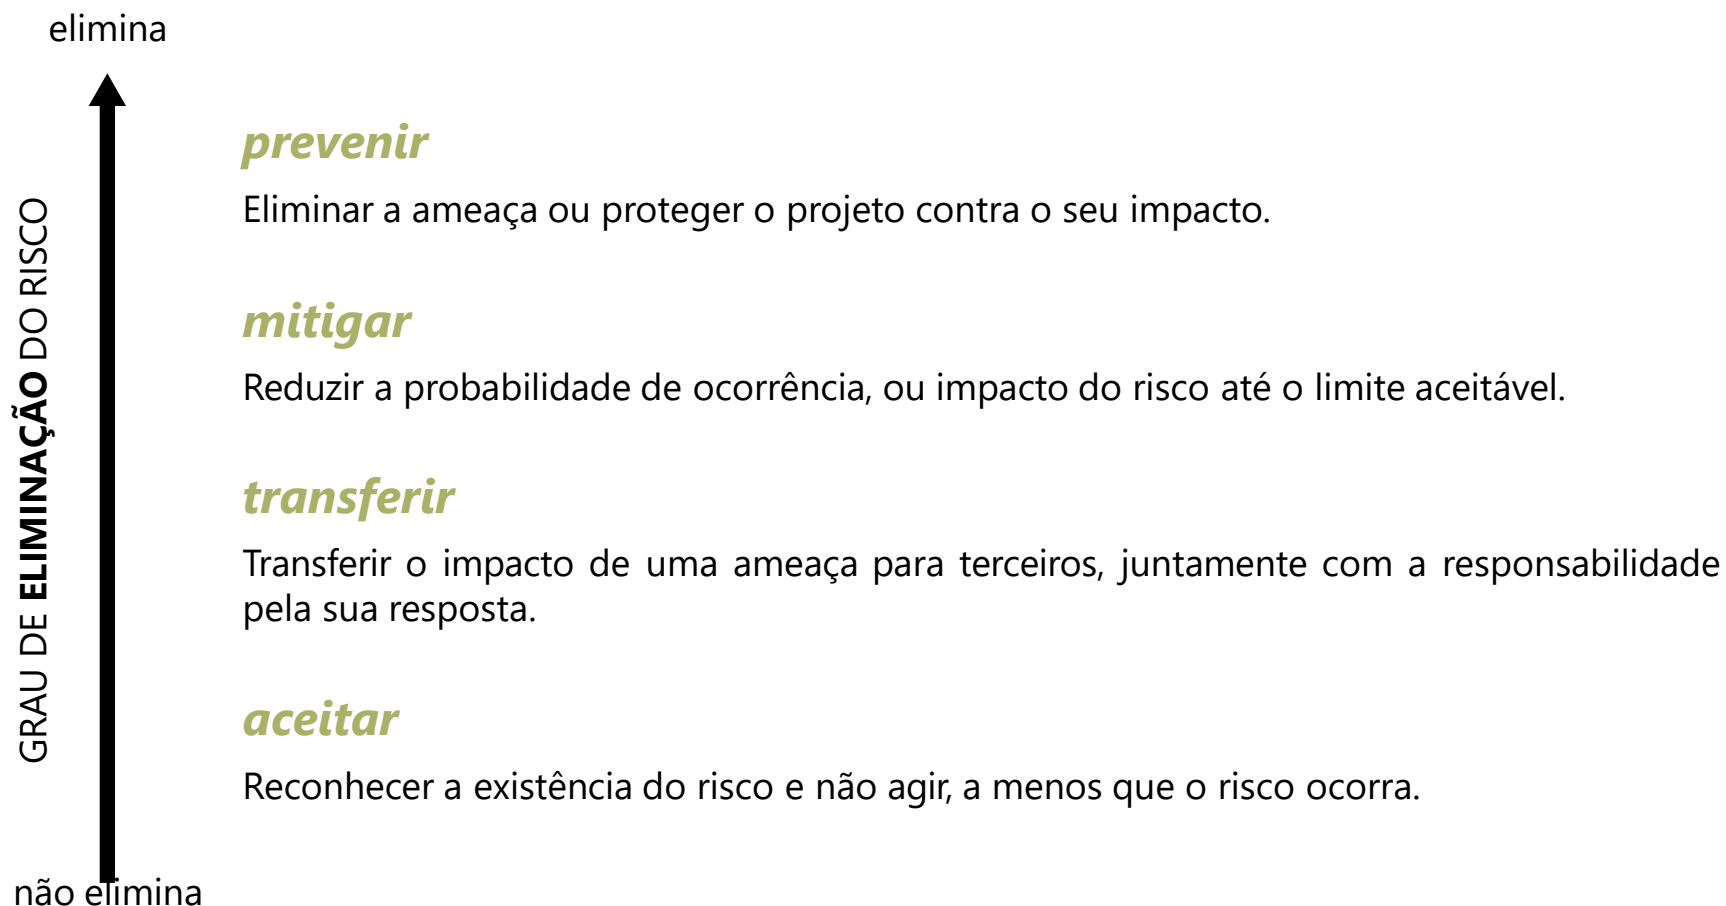 elimina
GRAU DE ELIMINAÇÃO DO RISCO
prevenir
Eliminar a ameaça ou proteger o projeto contra o seu impacto.
mitigar
Reduzir a probabilidade de ocorrência, ou impacto do risco até o limite aceitável.
transferir
Transferir o impacto de uma ameaça para terceiros, juntamente com a responsabilidade
pela sua resposta.
aceitar
Reconhecer a existência do risco e não agir, a menos que o risco ocorra.
não elimina